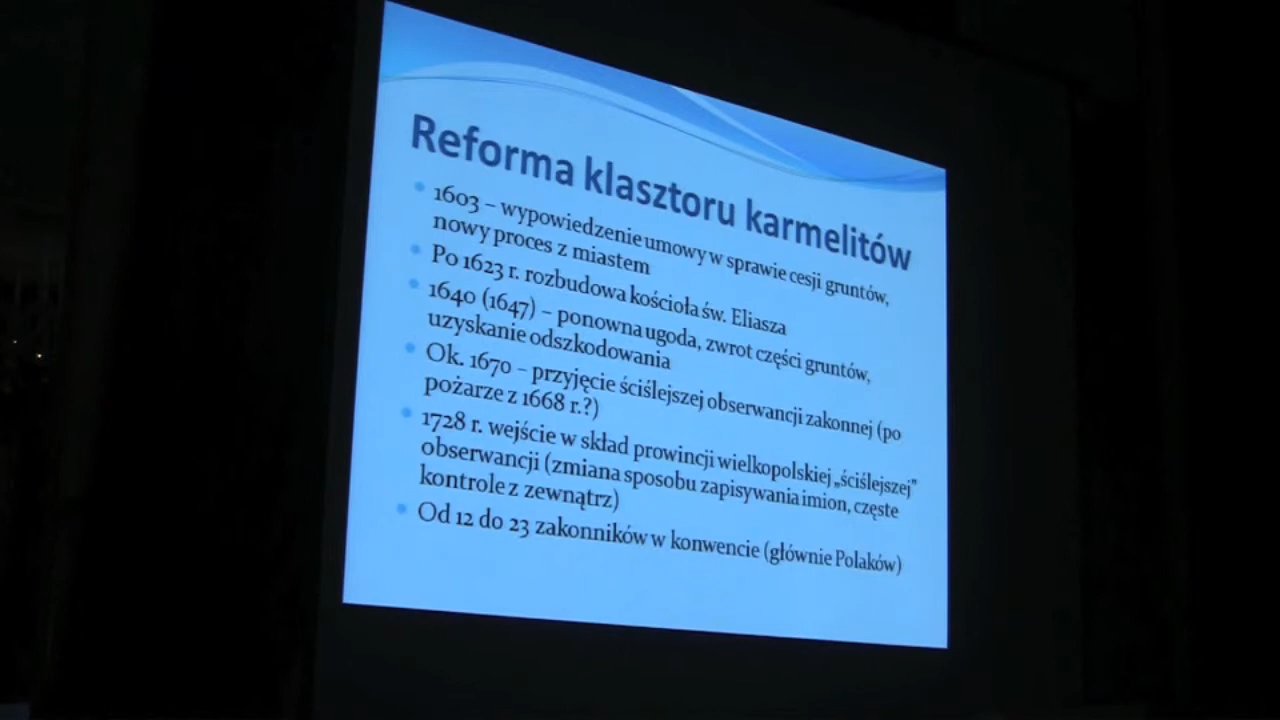 Reforma klasztoru karmelitów
1603 – wypowiedzenie umowy w sprawie cesji gruntów,
nowy proces z miastem
Po 1623 r. rozbudowa kościoła św. Eliasza
1640 (1647) – ponowna ugoda, zwrot części gruntów,
uzyskanie odszkodowania
Ok. 1670 – przyjęcie ściślejszej obserwancji zakonnej (po
pożarze z 1668 r.?)
1728 r. wejście w skład prowincji wielkopolskiej „ściślejszej”
obserwancji (zmiana sposobu zapisywania imion, częste
kontrole z zewnątrz)
Od 12 do 23 zakonników w konwencie (głównie Polaków)